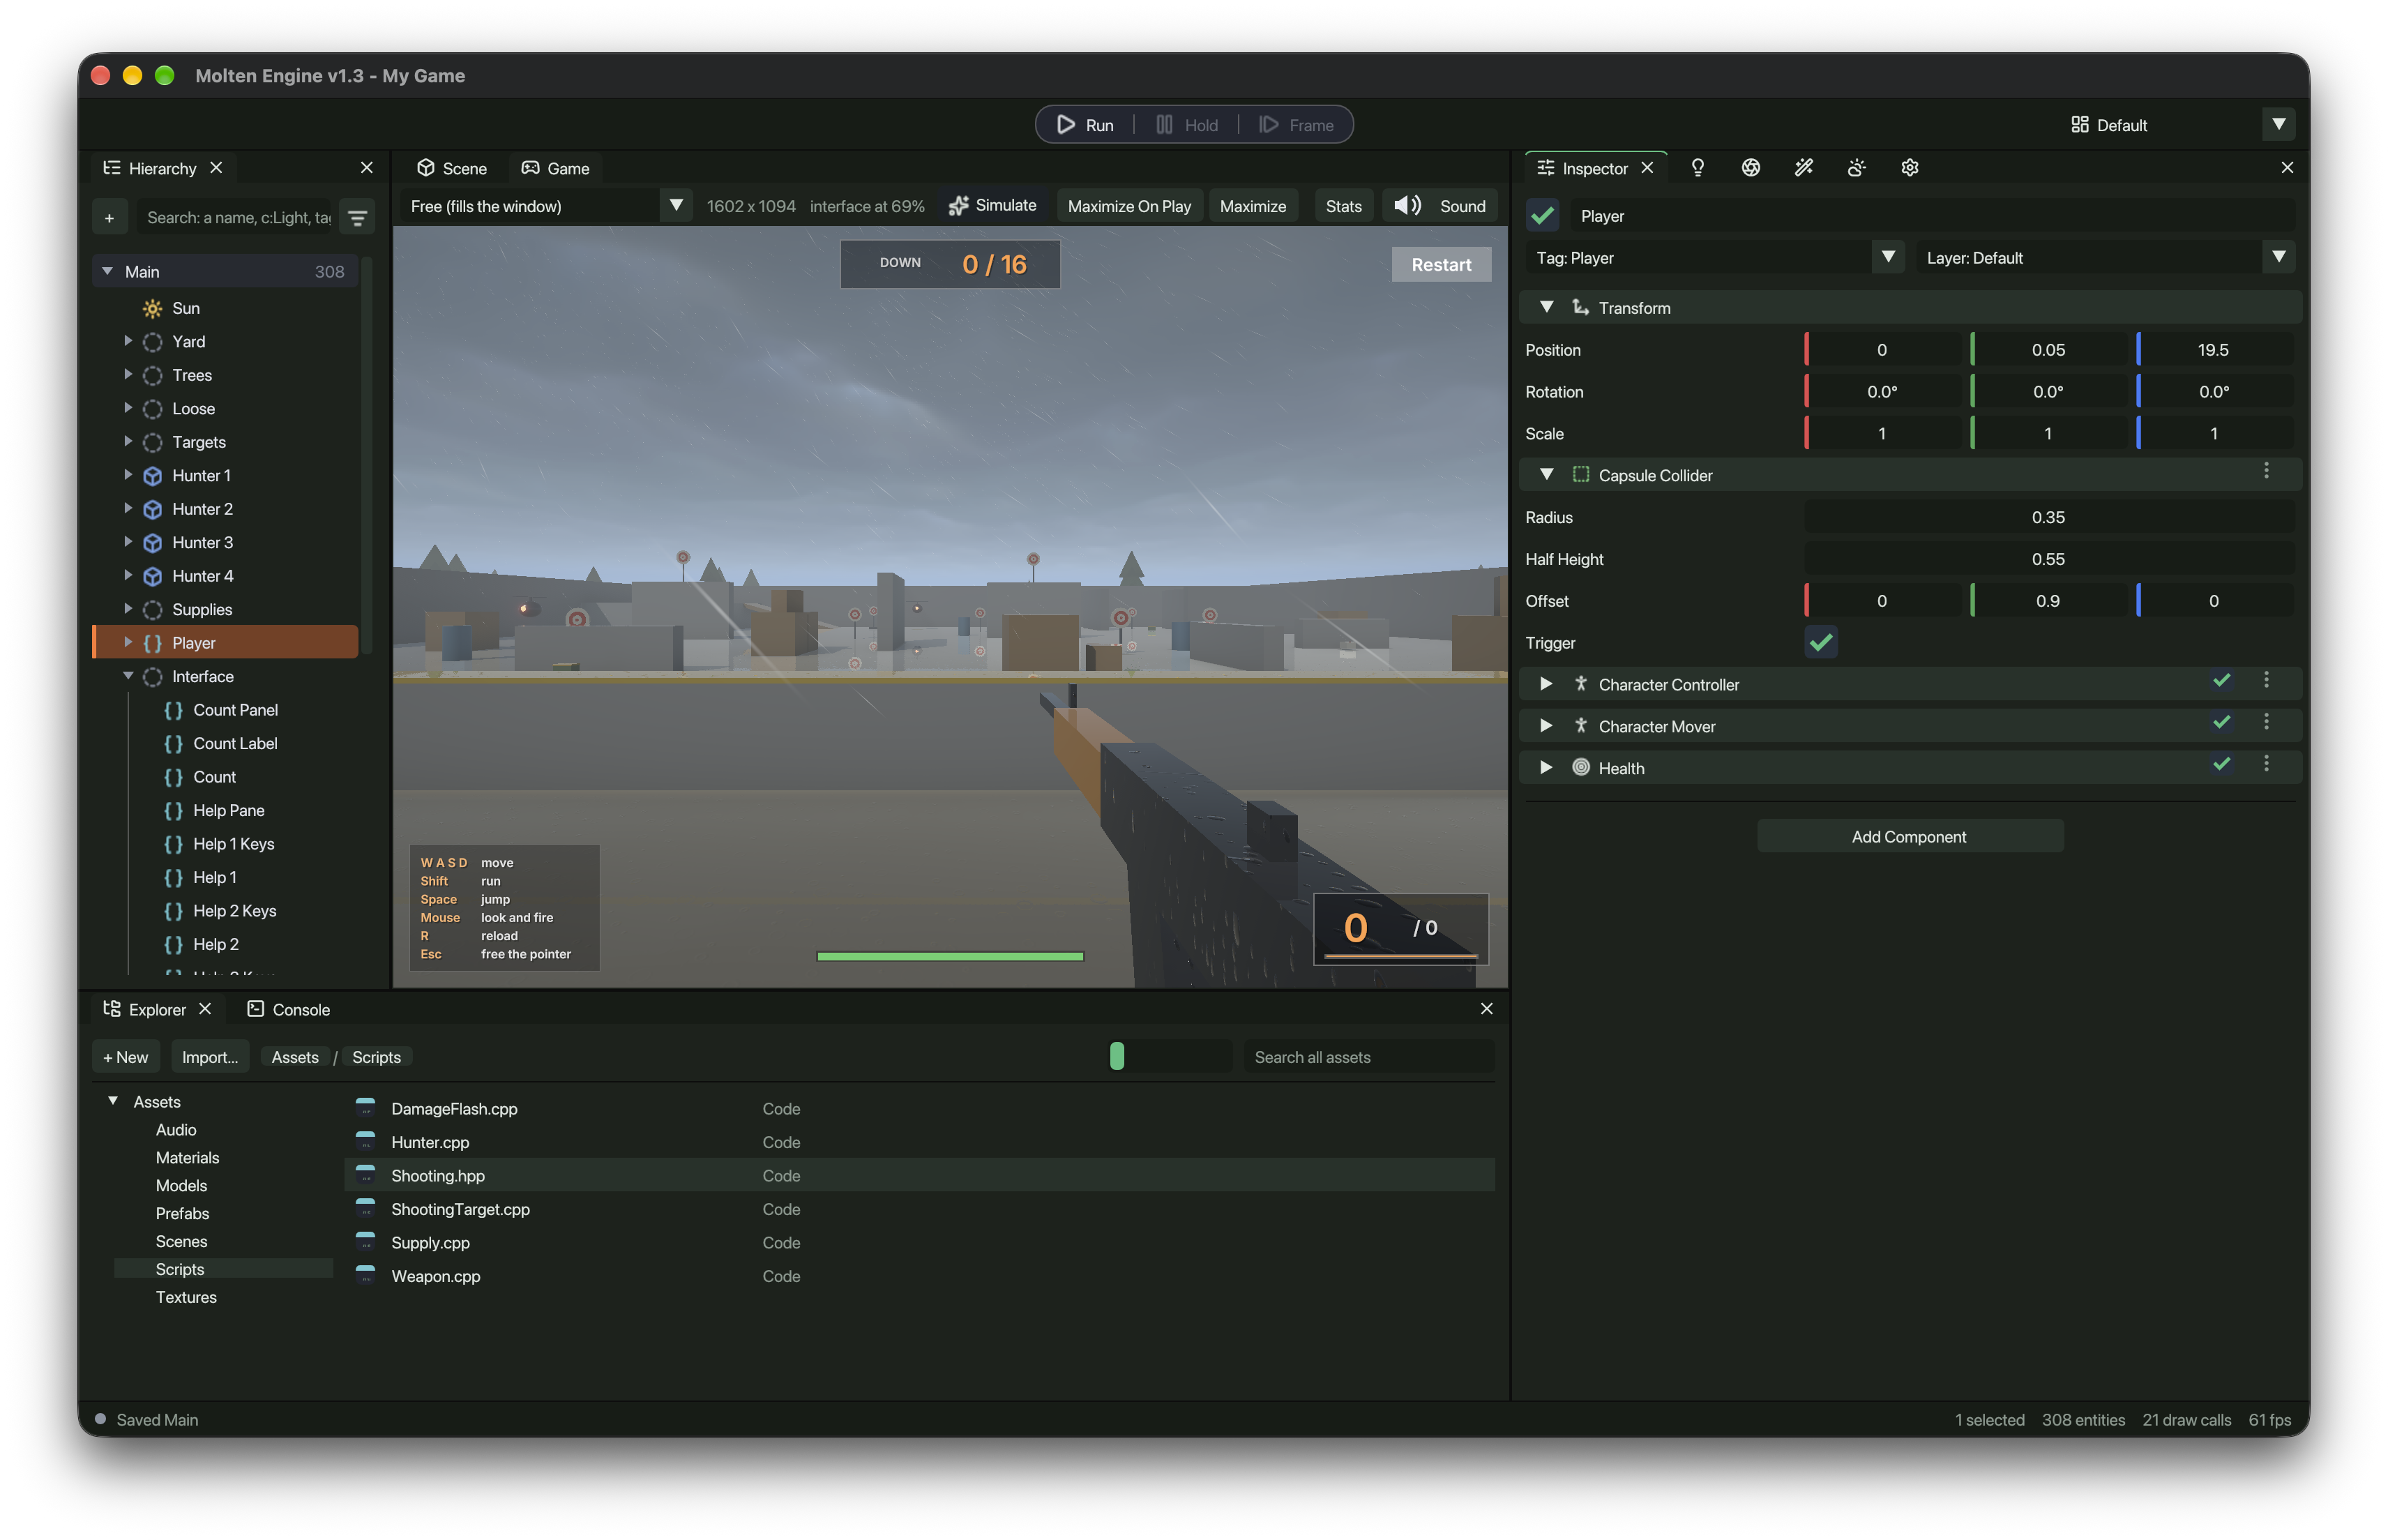 Molten Engine v1.3 - My Game
Run
Hold
Frame
Default
Hierarchy
Scene
Game
Inspector
+
Search: a name, c:Light, ta
Free (fills the window)
1602 x 1094
interface at 69%
Simulate
Maximize On Play
Maximize
Stats
Sound
Main
308
Sun
Yard
Trees
Loose
Targets
Hunter 1
Hunter 2
Hunter 3
Hunter 4
Supplies
Player
Interface
Count Panel
Count Label
Count
Help Pane
Help 1 Keys
Help 1
Help 2 Keys
Help 2
DOWN 0 / 16
Restart
W A S D move
Shift run
Space jump
Mouse look and fire
R reload
Esc free the pointer
0 / 0
Player
Tag: Player
Layer: Default
Transform
Position 0 0.05 19.5
Rotation 0.0° 0.0° 0.0°
Scale 1 1 1
Capsule Collider
Radius 0.35
Half Height 0.55
Offset 0 0.9 0
Trigger
Character Controller
Character Mover
Health
Add Component
Explorer
Console
+ New
Import...
Assets / Scripts
Search all assets
Assets
Audio
Materials
Models
Prefabs
Scenes
Scripts
Textures
DamageFlash.cpp Code
Hunter.cpp Code
Shooting.hpp Code
ShootingTarget.cpp Code
Supply.cpp Code
Weapon.cpp Code
Saved Main
1 selected
308 entities
21 draw calls
61 fps